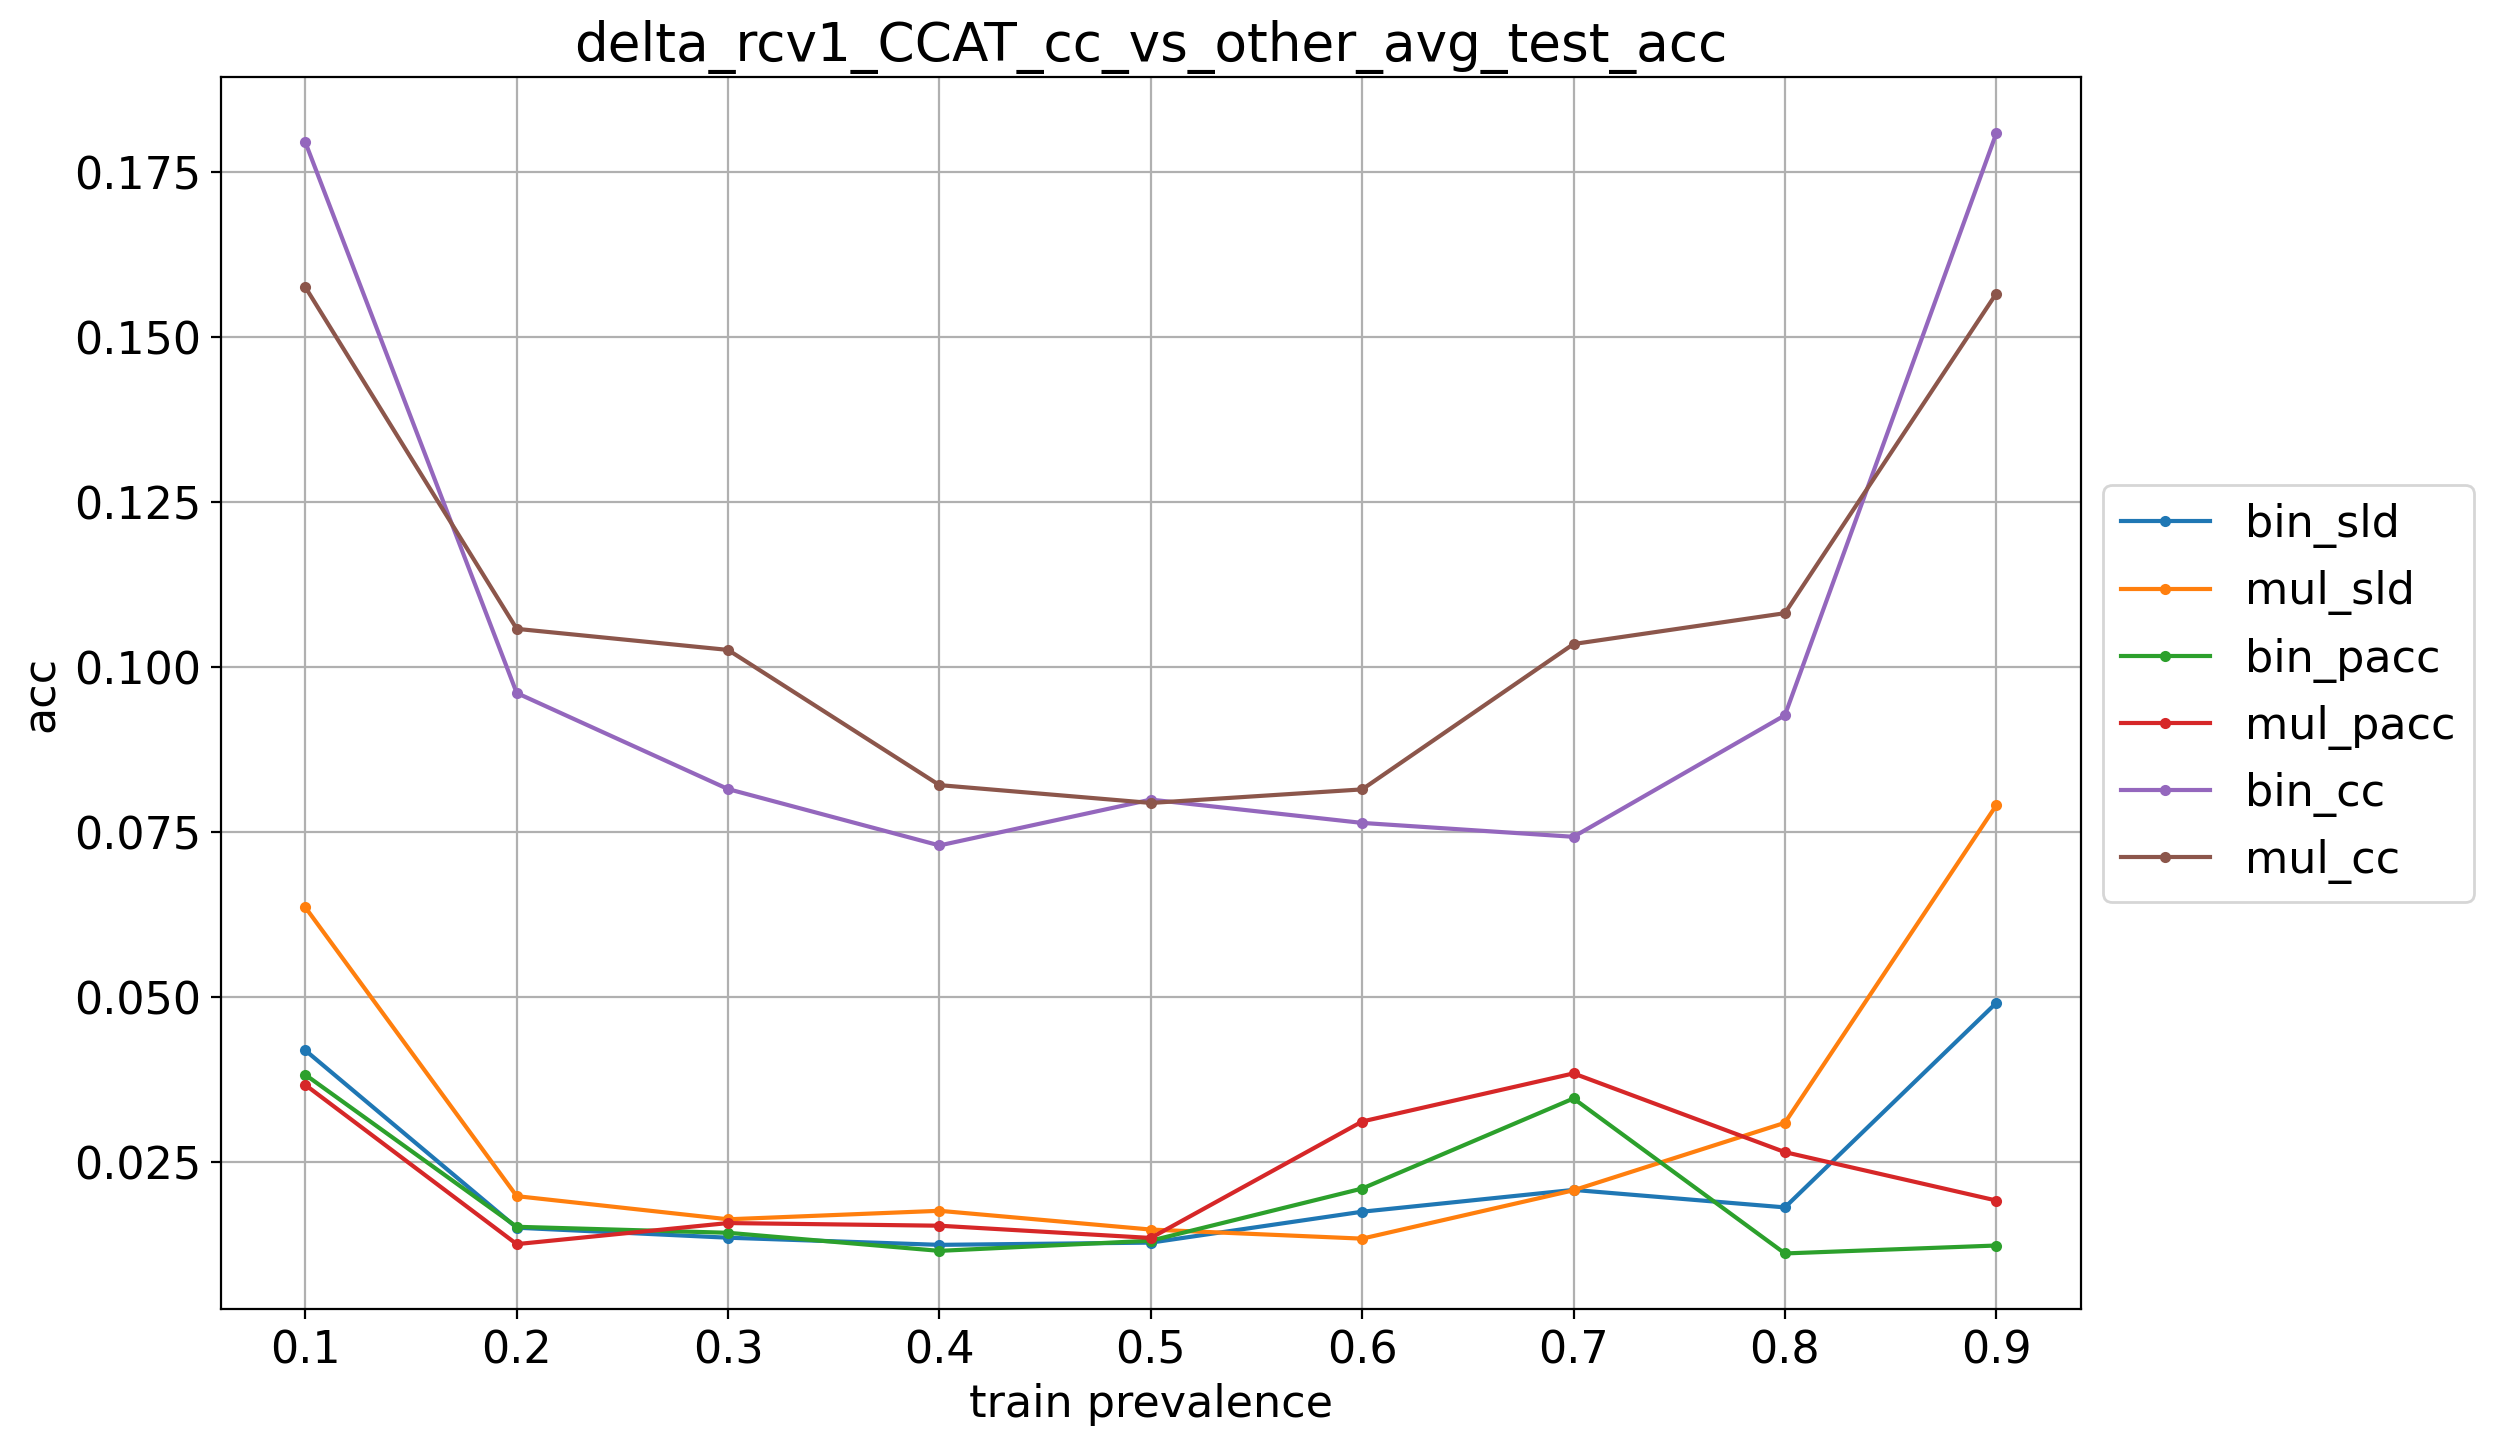 delta_rcv1_CCAT_cc_vs_other_avg_test_acc
acc
0.175
0.150
0.125
0.100
0.075
0.050
0.025
0.1 0.2 0.3 0.4 0.5 0.6 0.7 0.8 0.9
train prevalence
bin_sld
mul_sld
bin_pacc
mul_pacc
bin_cc
mul_cc